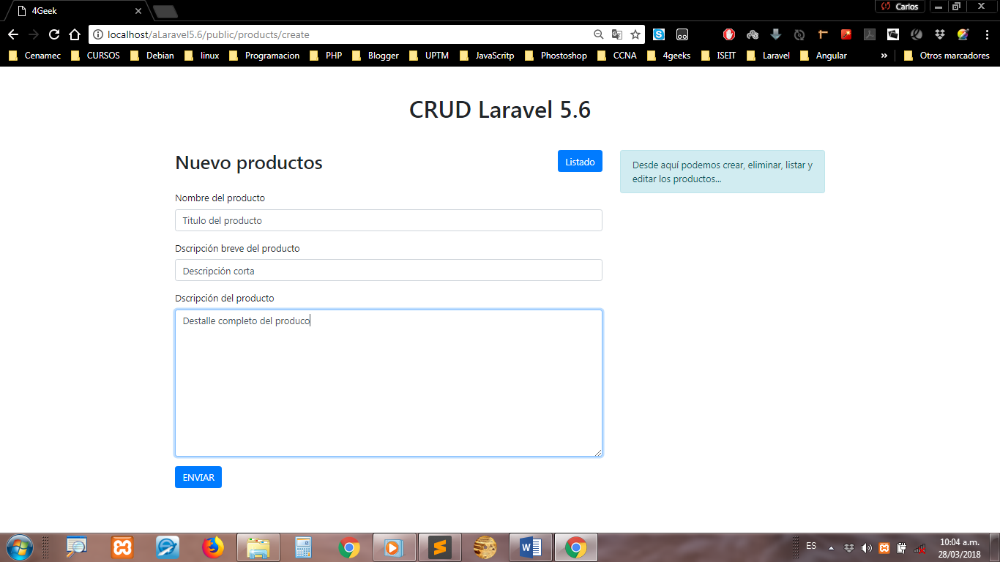 4Geek
Carlos
localhost/aLaravel5.6/public/products/create
Cenamec CURSOS Debian linux Programacion PHP Blogger UPTM JavaScritp Photoshoop CCNA 4geeks ISEIT Laravel Angular » Otros marcadores
CRUD Laravel 5.6
Nuevo productos
Listado
Desde aquí podemos crear, eliminar, listar y
editar los productos...
Nombre del producto
Titulo del producto
Dscripción breve del producto
Descripción corta
Dscripción del producto
Destalle completo del produco
ENVIAR
ES
10:04 a.m.
28/03/2018